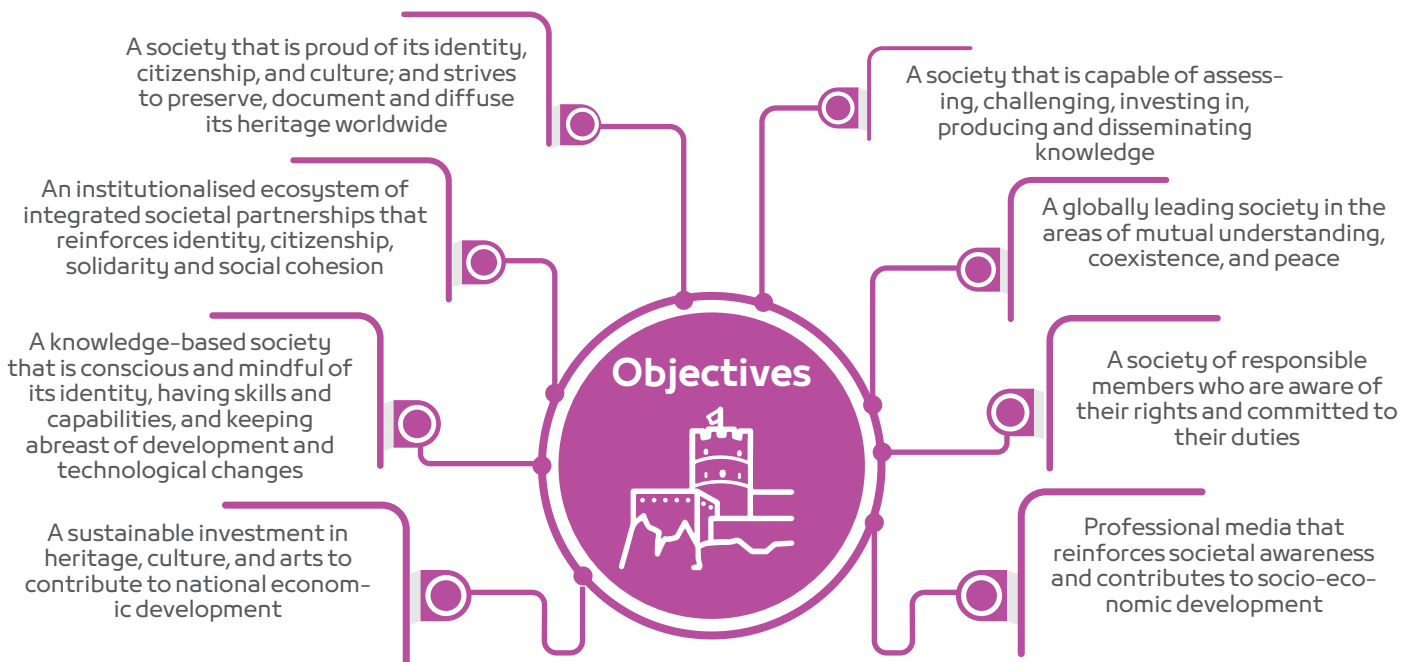 A society that is proud of its identity,
citizenship, and culture; and strives
to preserve, document and diffuse
its heritage worldwide
An institutionalised ecosystem of
integrated societal partnerships that
reinforces identity, citizenship,
solidarity and social cohesion
A knowledge-based society
that is conscious and mindful of
its identity, having skills and
capabilities, and keeping
abreast of development and
technological changes
A sustainable investment in
heritage, culture, and arts to
contribute to national econom-
ic development
Objectives
A society that is capable of assess-
ing, challenging, investing in,
producing and disseminating
knowledge
A globally leading society in the
areas of mutual understanding,
coexistence, and peace
A society of responsible
members who are aware of
their rights and committed to
their duties
Professional media that
reinforces societal awareness
and contributes to socio-eco-
nomic development